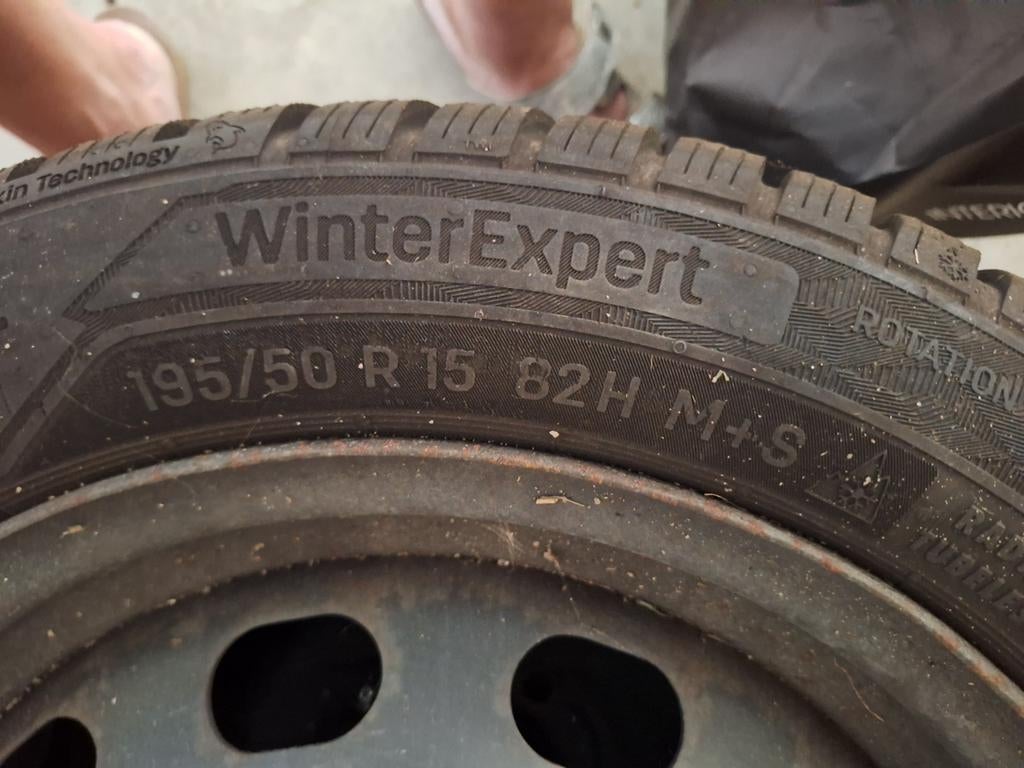 Technology
WinterExpert
195/50 R 15 82H M+S
ROTATION